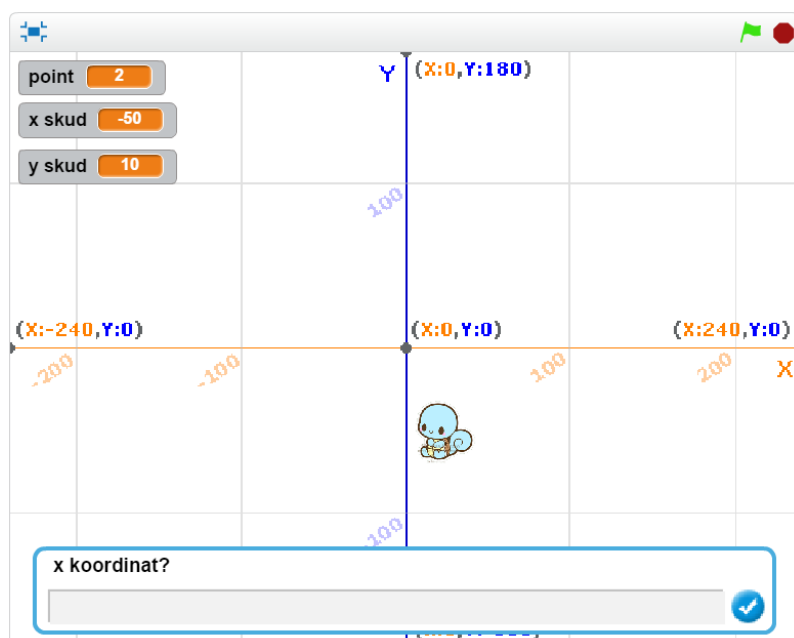 point 2
x skud -50
y skud 10
Y (X:0,Y:180)
100
(X:-240,Y:0) (X:0,Y:0) (X:240,Y:0)
-200 -100 100 200 X
-100
x koordinat?